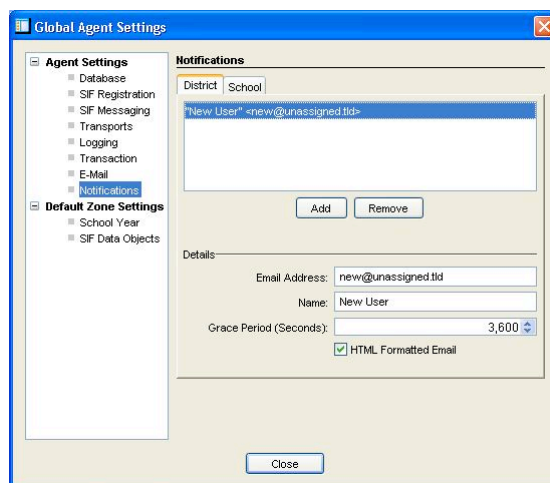 Global Agent Settings
Agent Settings
Database
SIF Registration
SIF Messaging
Transports
Logging
Transaction
E-Mail
Notifications
Default Zone Settings
School Year
SIF Data Objects
Notifications
District School
"New User" <new@unassigned.tld>
Add Remove
Details
Email Address: new@unassigned.tld
Name: New User
Grace Period (Seconds): 3,600
HTML Formatted Email
Close